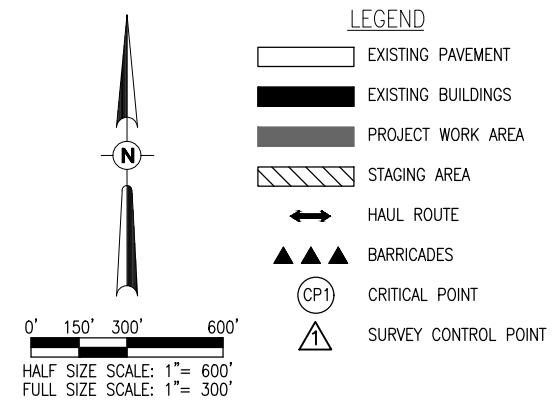 LEGEND
EXISTING PAVEMENT
EXISTING BUILDINGS
PROJECT WORK AREA
STAGING AREA
HAUL ROUTE
BARRICADES
CP1 CRITICAL POINT
1 SURVEY CONTROL POINT
N
0' 150' 300' 600'
HALF SIZE SCALE: 1"= 600'
FULL SIZE SCALE: 1"= 300'